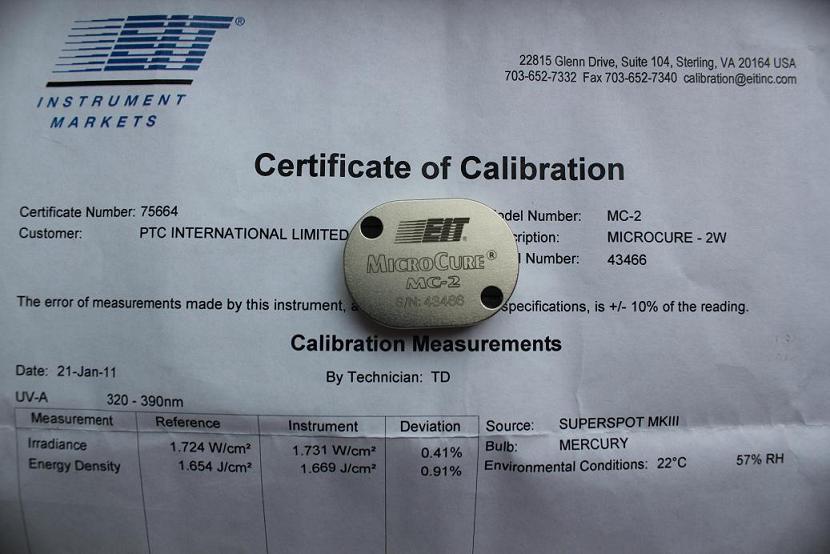 EIT®
INSTRUMENT
MARKETS
22815 Glenn Drive, Suite 104, Sterling, VA 20164 USA
703-652-7332 Fax 703-652-7340 calibration@eitinc.com
Certificate of Calibration
Certificate Number: 75664
Customer: PTC INTERNATIONAL LIMITED
Number: MC-2
MICROCURE - 2W
Number: 43466
EIT®
MICROCURE®
MC-2
S/N: 43466
The error of measurements made by this instrument, specifications, is +/- 10% of the reading.
Calibration Measurements
Date: 21-Jan-11
By Technician: TD
UV-A 320 - 390nm
Measurement Reference Instrument Deviation
Irradiance 1.724 W/cm² 1.731 W/cm² 0.41%
Energy Density 1.654 J/cm² 1.669 J/cm² 0.91%
Source: SUPERSPOT MKIII
Bulb: MERCURY
Environmental Conditions: 22°C 57% RH